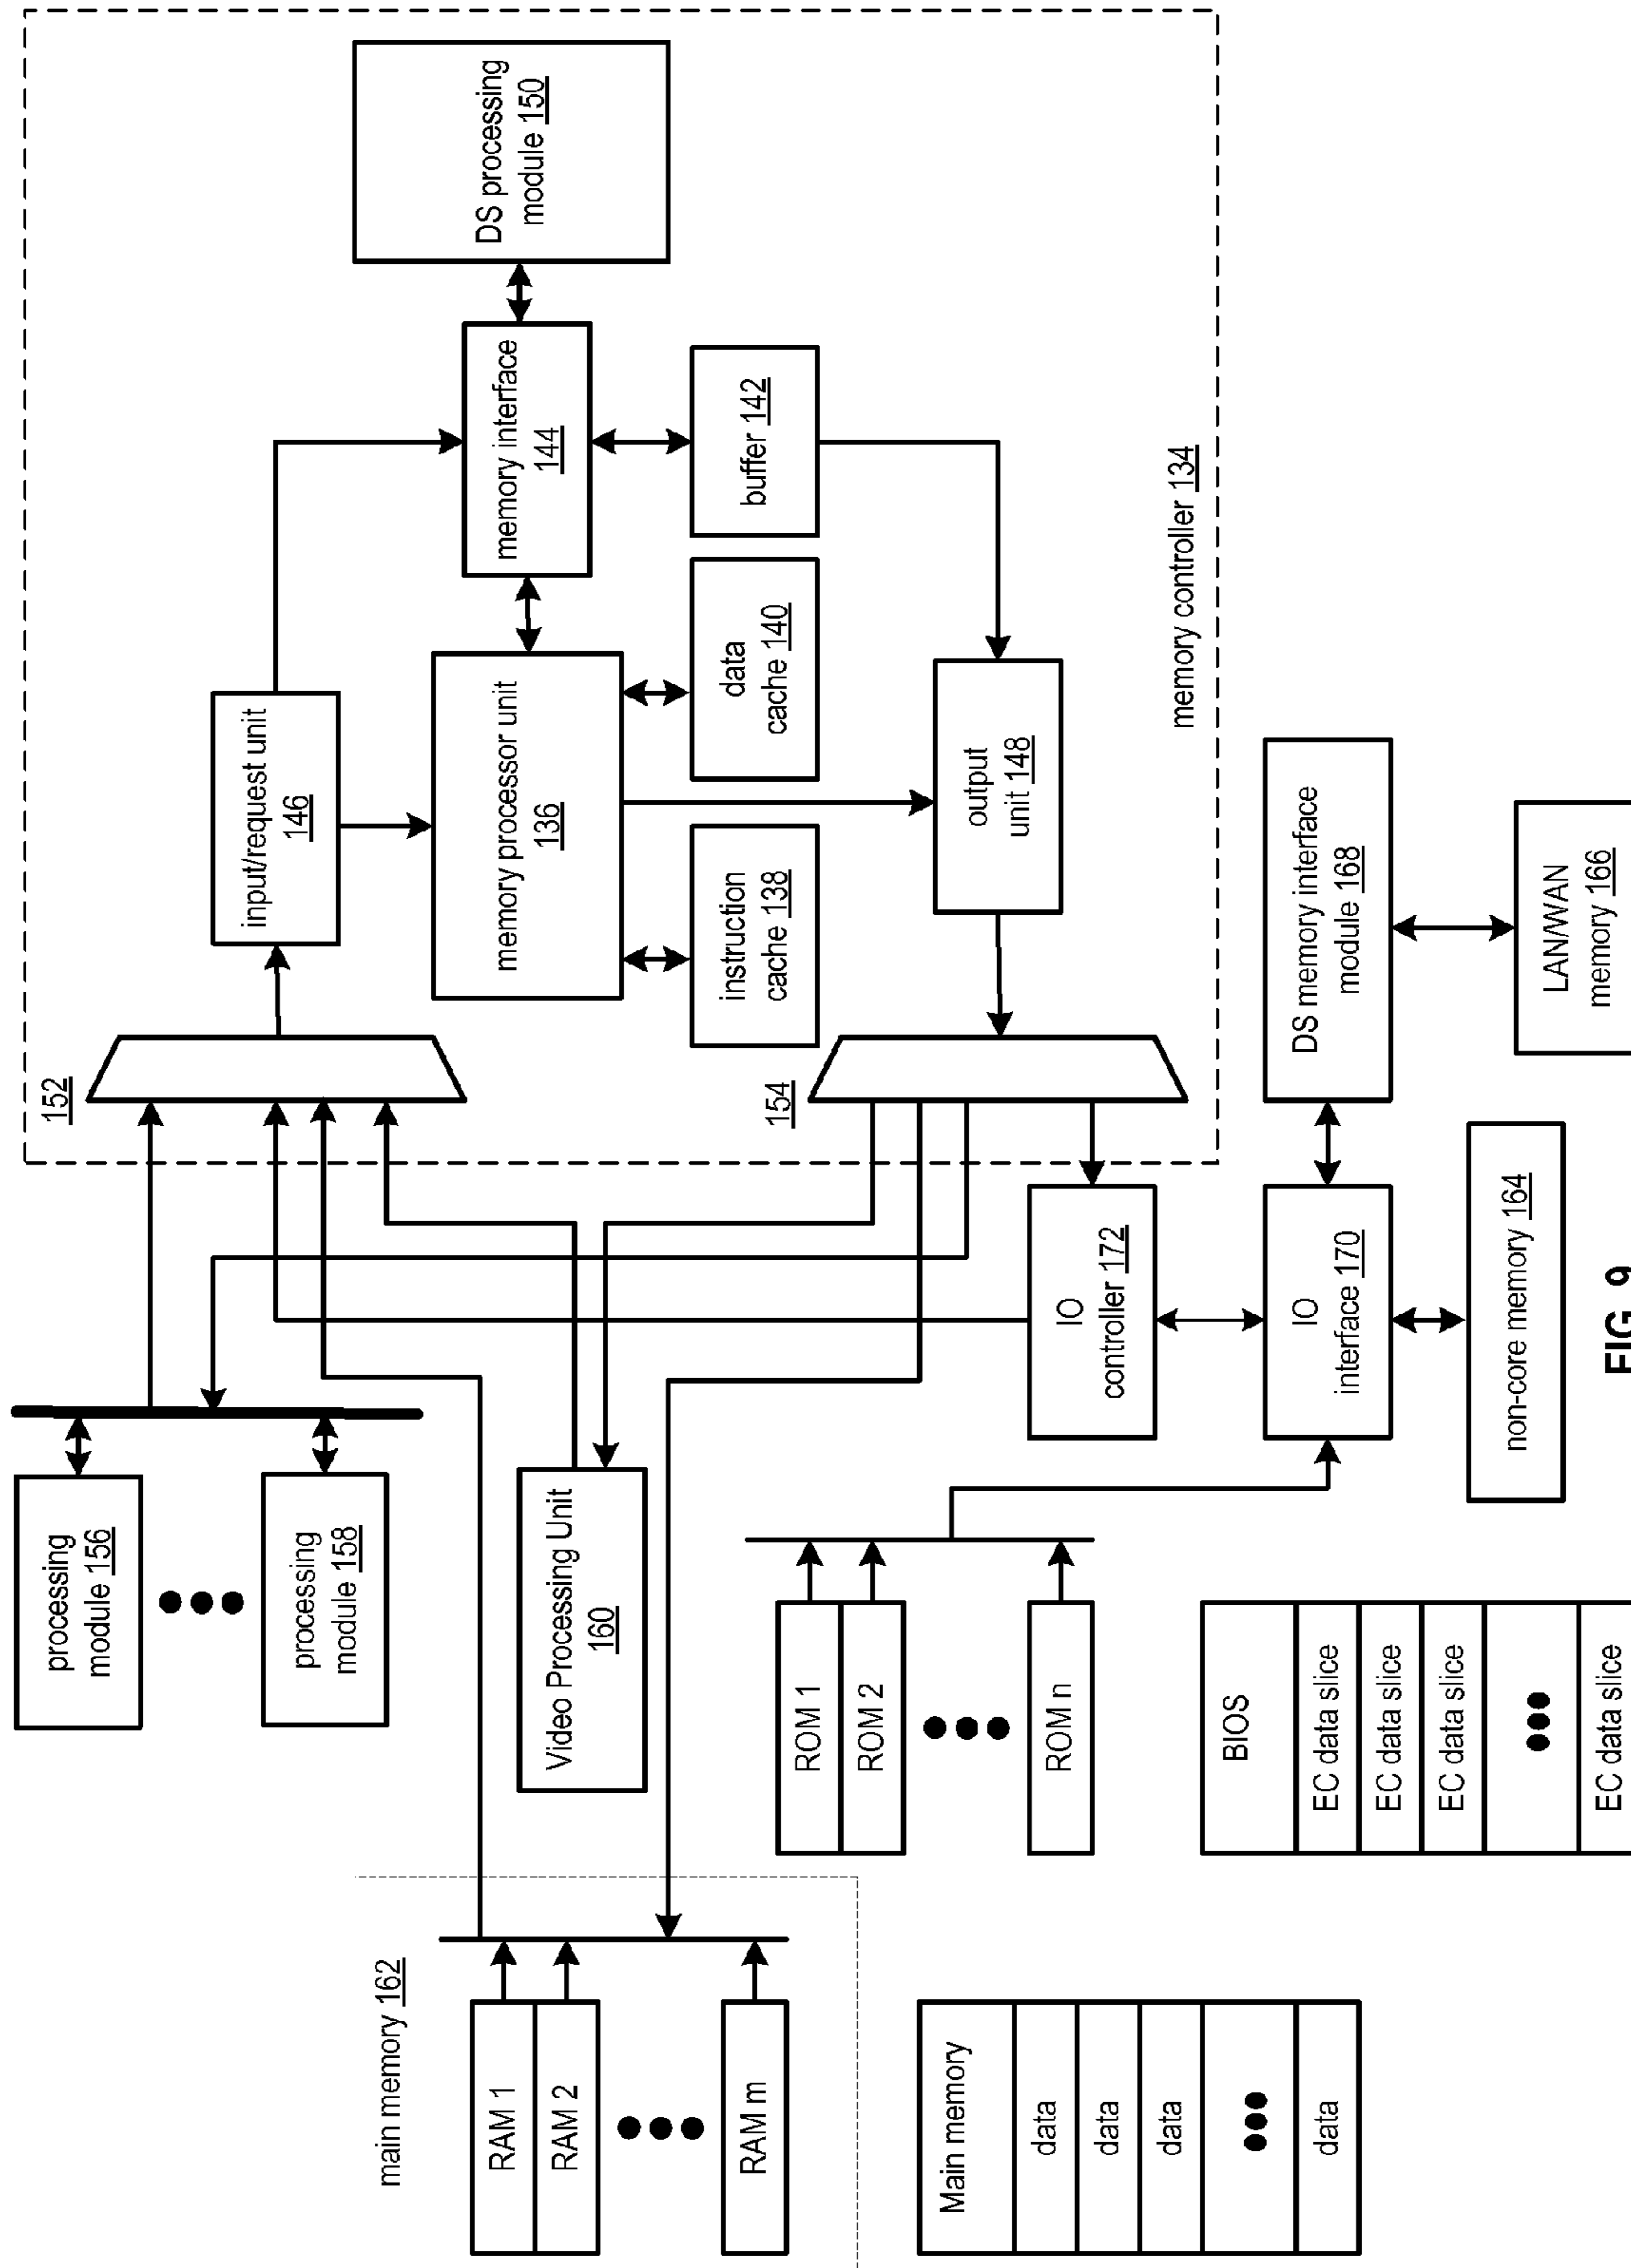 processing
module 156
processing
module 158
152
input/request unit
146
memory interface
144
DS processing
module 150
memory processor unit
136
instruction
cache 138
data
cache 140
buffer 142
output
unit 148
154
memory controller 134
main memory 162
RAM 1
RAM 2
RAM m
Video Processing Unit
160
ROM 1
ROM 2
ROM n
IO
controller 172
IO
interface 170
DS memory interface
module 168
non-core memory 164
LAN/WAN
memory 166
Main memory
data
data
data
data
BIOS
EC data slice
EC data slice
EC data slice
EC data slice
FIG. 9